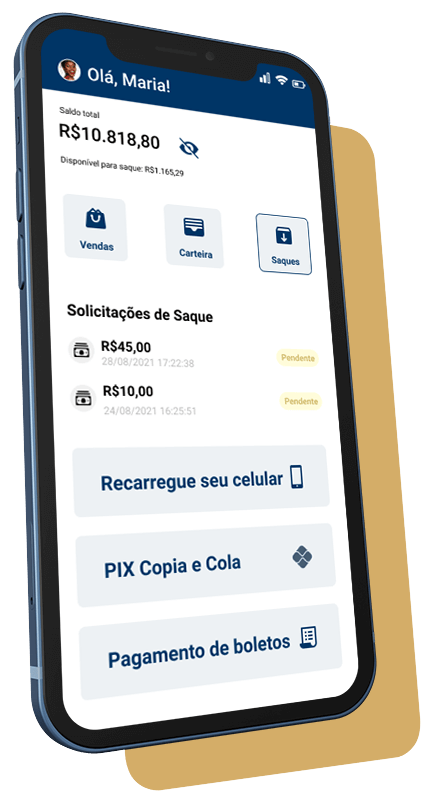 Olá, Maria!
Saldo total
R$10.818,80
Disponível para saque: R$1.165,29
Vendas
Carteira
Saques
Solicitações de Saque
R$45,00
28/08/2021 17:22:38
Pendente
R$10,00
24/08/2021 16:25:51
Pendente
Recarregue seu celular
PIX Copia e Cola
Pagamento de boletos